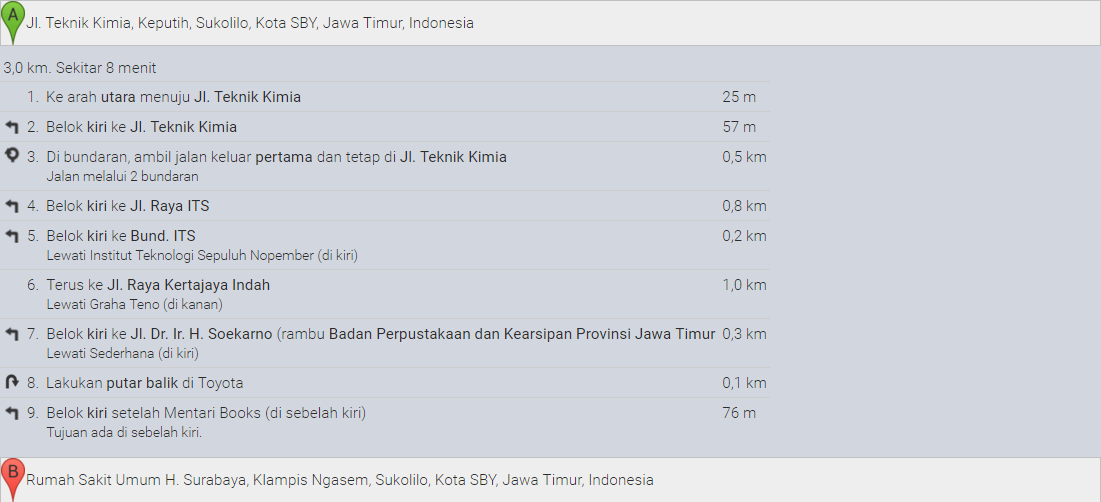 A
Jl. Teknik Kimia, Keputih, Sukolilo, Kota SBY, Jawa Timur, Indonesia
3,0 km. Sekitar 8 menit
1. Ke arah utara menuju Jl. Teknik Kimia 25 m
2. Belok kiri ke Jl. Teknik Kimia 57 m
3. Di bundaran, ambil jalan keluar pertama dan tetap di Jl. Teknik Kimia 0,5 km
Jalan melalui 2 bundaran
4. Belok kiri ke Jl. Raya ITS 0,8 km
5. Belok kiri ke Bund. ITS 0,2 km
Lewati Institut Teknologi Sepuluh Nopember (di kiri)
6. Terus ke Jl. Raya Kertajaya Indah 1,0 km
Lewati Graha Teno (di kanan)
7. Belok kiri ke Jl. Dr. Ir. H. Soekarno (rambu Badan Perpustakaan dan Kearsipan Provinsi Jawa Timur 0,3 km
Lewati Sederhana (di kiri)
8. Lakukan putar balik di Toyota 0,1 km
9. Belok kiri setelah Mentari Books (di sebelah kiri) 76 m
Tujuan ada di sebelah kiri.
B
Rumah Sakit Umum H. Surabaya, Klampis Ngasem, Sukolilo, Kota SBY, Jawa Timur, Indonesia